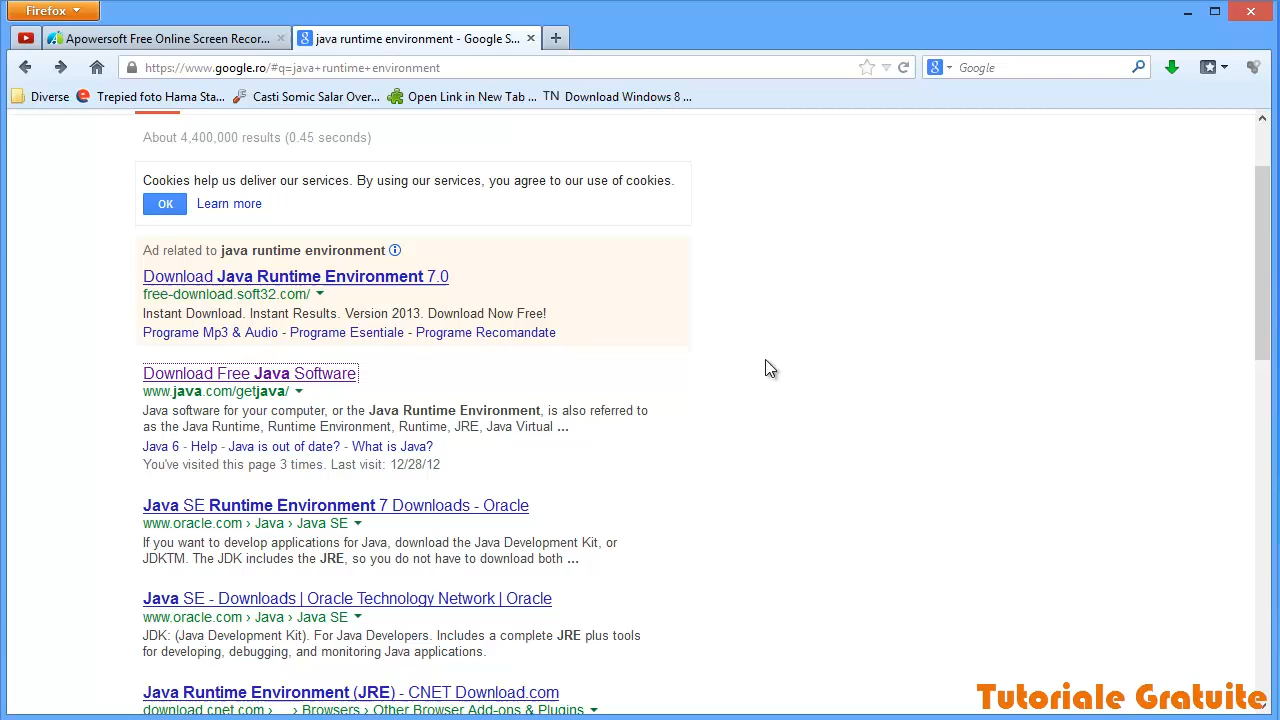 Firefox
Apowersoft Free Online Screen Recor...
java runtime environment - Google S...
https://www.google.ro/#q=java+runtime+environment
Google
Diverse
Trepied foto Hama Sta...
Casti Somic Salar Over...
Open Link in New Tab ...
TN Download Windows 8 ...
About 4,400,000 results (0.45 seconds)
Cookies help us deliver our services. By using our services, you agree to our use of cookies.
OK Learn more
Ad related to java runtime environment
Download Java Runtime Environment 7.0
free-download.soft32.com/
Instant Download. Instant Results. Version 2013. Download Now Free!
Programe Mp3 & Audio - Programe Esentiale - Programe Recomandate
Download Free Java Software
www.java.com/getjava/
Java software for your computer, or the Java Runtime Environment, is also referred to
as the Java Runtime, Runtime Environment, Runtime, JRE, Java Virtual ...
Java 6 - Help - Java is out of date? - What is Java?
You've visited this page 3 times. Last visit: 12/28/12
Java SE Runtime Environment 7 Downloads - Oracle
www.oracle.com › Java › Java SE
If you want to develop applications for Java, download the Java Development Kit, or
JDKTM. The JDK includes the JRE, so you do not have to download both ...
Java SE - Downloads | Oracle Technology Network | Oracle
www.oracle.com › Java › Java SE
JDK: (Java Development Kit). For Java Developers. Includes a complete JRE plus tools
for developing, debugging, and monitoring Java applications.
Java Runtime Environment (JRE) - CNET Download.com
download.cnet.com › ... › Browsers › Other Browser Add-ons & Plugins
Tutoriale Gratuite